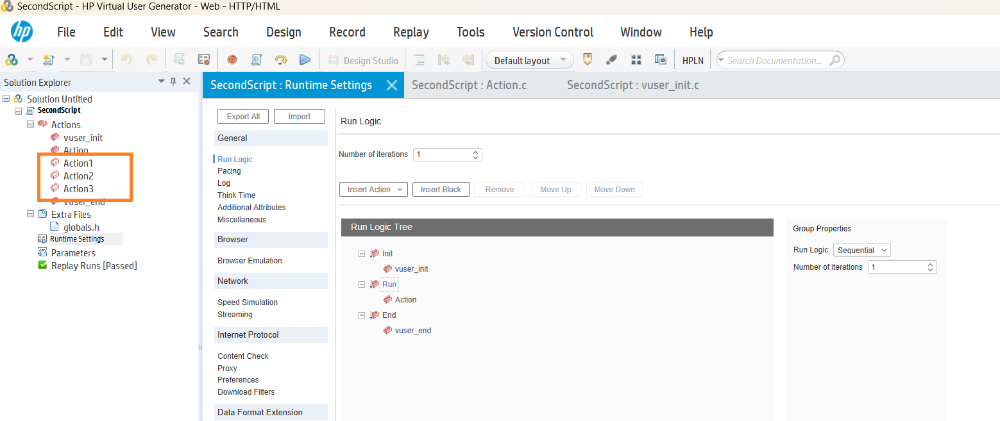 SecondScript - HP Virtual User Generator - Web - HTTP/HTML
hp File Edit View Search Design Record Replay Tools Version Control Window Help
Design Studio Default layout HPLN Search Documentation...
Solution Explorer
Solution Untitled
SecondScript
Actions
vuser_init
Action
Action1
Action2
Action3
vuser_end
Extra Files
globals.h
Runtime Settings
Parameters
Replay Runs [Passed]
SecondScript : Runtime Settings SecondScript : Action.c SecondScript : vuser_init.c
Export All Import
General
Run Logic
Pacing
Log
Think Time
Additional Attributes
Miscellaneous
Browser
Browser Emulation
Network
Speed Simulation
Streaming
Internet Protocol
Content Check
Proxy
Preferences
Download Filters
Data Format Extension
Run Logic
Number of iterations 1
Insert Action Insert Block Remove Move Up Move Down
Run Logic Tree
Init
vuser_init
Run
Action
End
vuser_end
Group Properties
Run Logic Sequential
Number of iterations 1